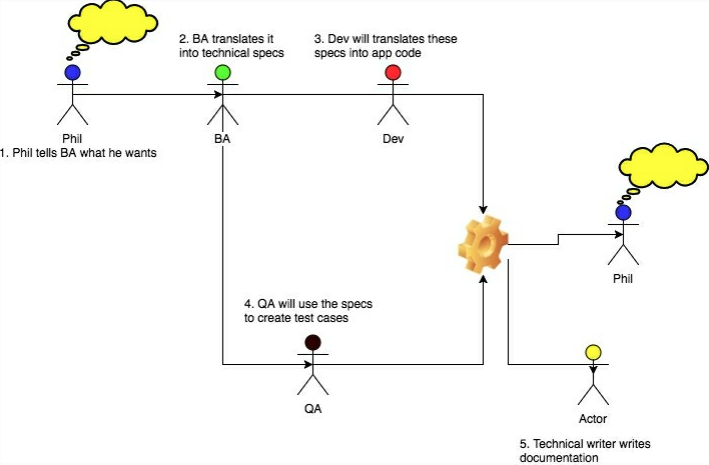 2. BA translates it
into technical specs
3. Dev will translates these
specs into app code
Phil
1. Phil tells BA what he wants
BA
Dev
Phil
4. QA will use the specs
to create test cases
QA
Actor
5. Technical writer writes
documentation